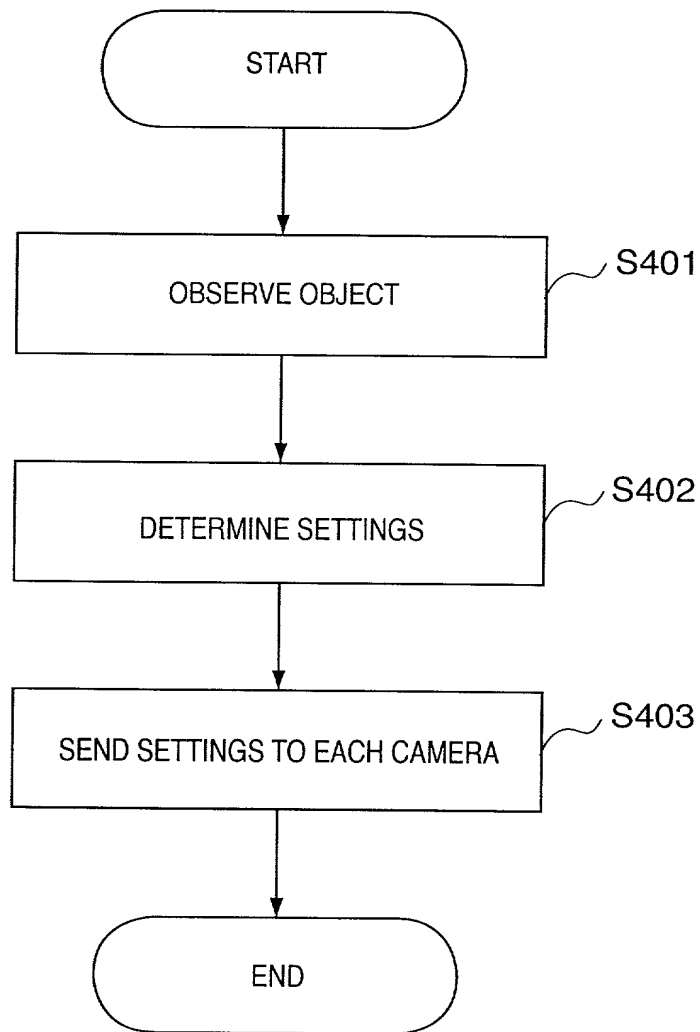 START
OBSERVE OBJECT
S401
DETERMINE SETTINGS
S402
SEND SETTINGS TO EACH CAMERA
S403
END